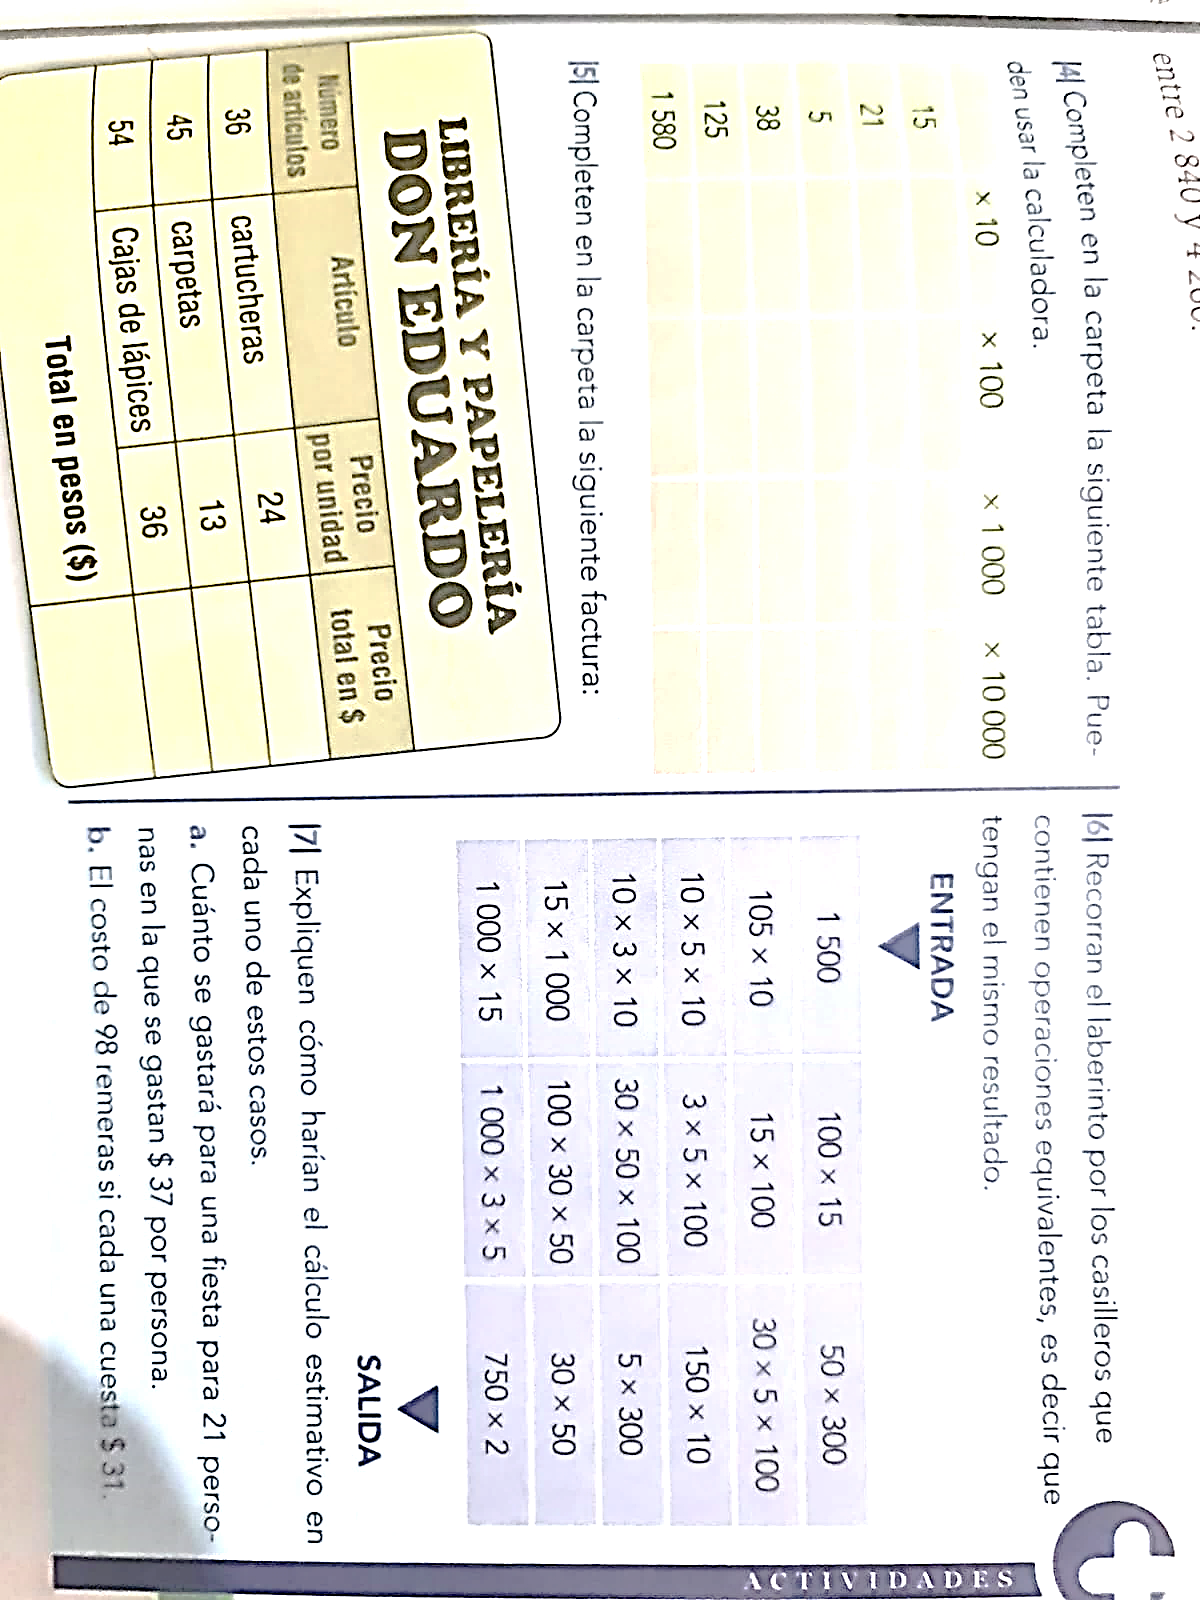 entre 2 840 y 4 200.
|4| Completen en la carpeta la siguiente tabla. Pue-
den usar la calculadora.
× 10 × 100 × 1 000 × 10 000
15
21
5
38
125
1 580
|5| Completen en la carpeta la siguiente factura:
LIBRERÍA Y PAPELERÍA
DON EDUARDO
Número de artículos Artículo Precio por unidad Precio total en $
36 cartucheras 24
45 carpetas 13
54 Cajas de lápices 36
Total en pesos ($)
|6| Recorran el laberinto por los casilleros que
contienen operaciones equivalentes, es decir que
tengan el mismo resultado.
ENTRADA
1 500 100 × 15 50 × 300
105 × 10 15 × 100 30 × 5 × 100
10 × 5 × 10 3 × 5 × 100 150 × 10
10 × 3 × 10 30 × 50 × 100 5 × 300
15 × 1 000 100 × 30 × 50 30 × 50
1 000 × 15 1 000 × 3 × 5 750 × 2
SALIDA
|7| Expliquen cómo harían el cálculo estimativo en
cada uno de estos casos.
a. Cuánto se gastará para una fiesta para 21 perso-
nas en la que se gastan $ 37 por persona.
b. El costo de 98 remeras si cada una cuesta $ 31.
ACTIVIDADES